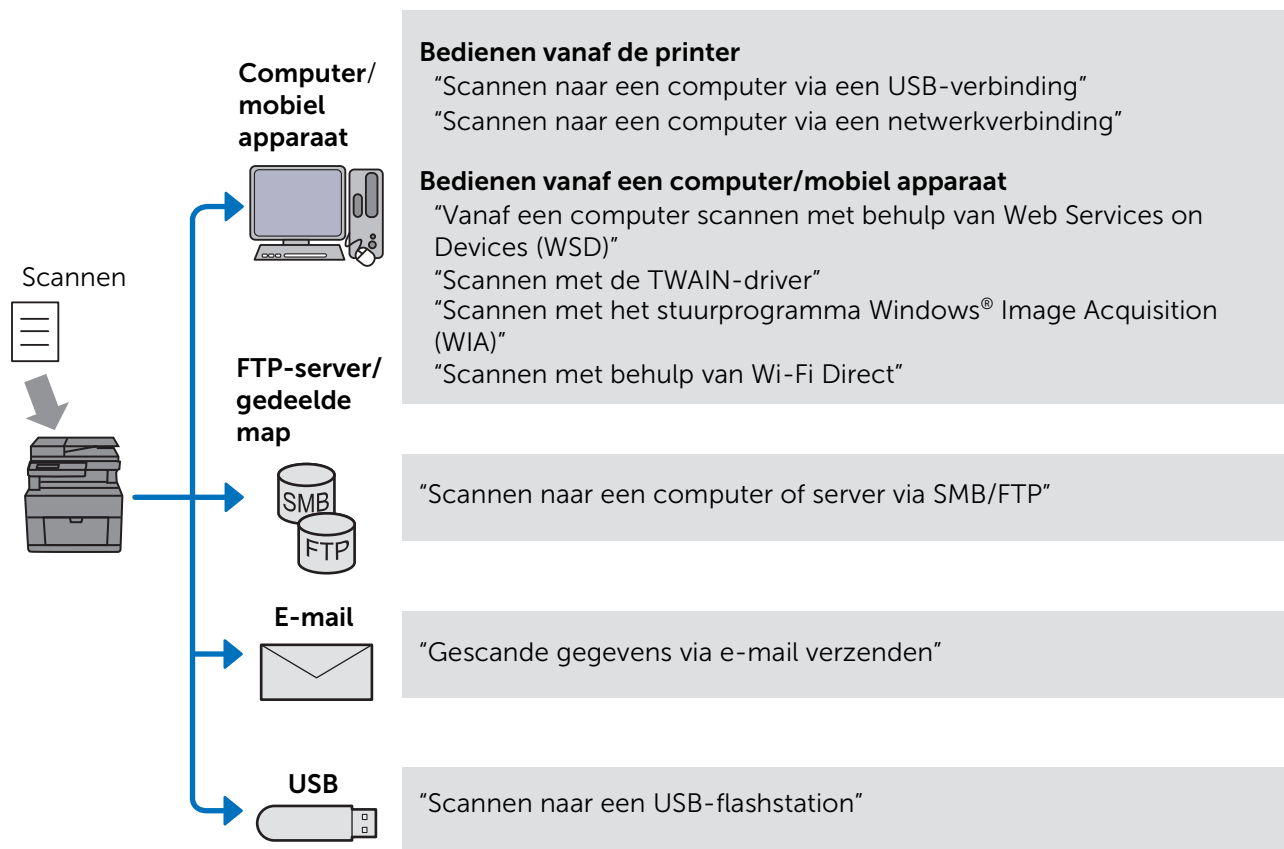 Scannen
Computer/
mobiel
apparaat
Bedienen vanaf de printer
“Scannen naar een computer via een USB-verbinding”
“Scannen naar een computer via een netwerkverbinding”
Bedienen vanaf een computer/mobiel apparaat
“Vanaf een computer scannen met behulp van Web Services on
Devices (WSD)”
“Scannen met de TWAIN-driver”
“Scannen met het stuurprogramma Windows® Image Acquisition
(WIA)”
“Scannen met behulp van Wi-Fi Direct”
FTP-server/
gedeelde
map
SMB
FTP
“Scannen naar een computer of server via SMB/FTP”
E-mail
“Gescande gegevens via e-mail verzenden”
USB
“Scannen naar een USB-flashstation”